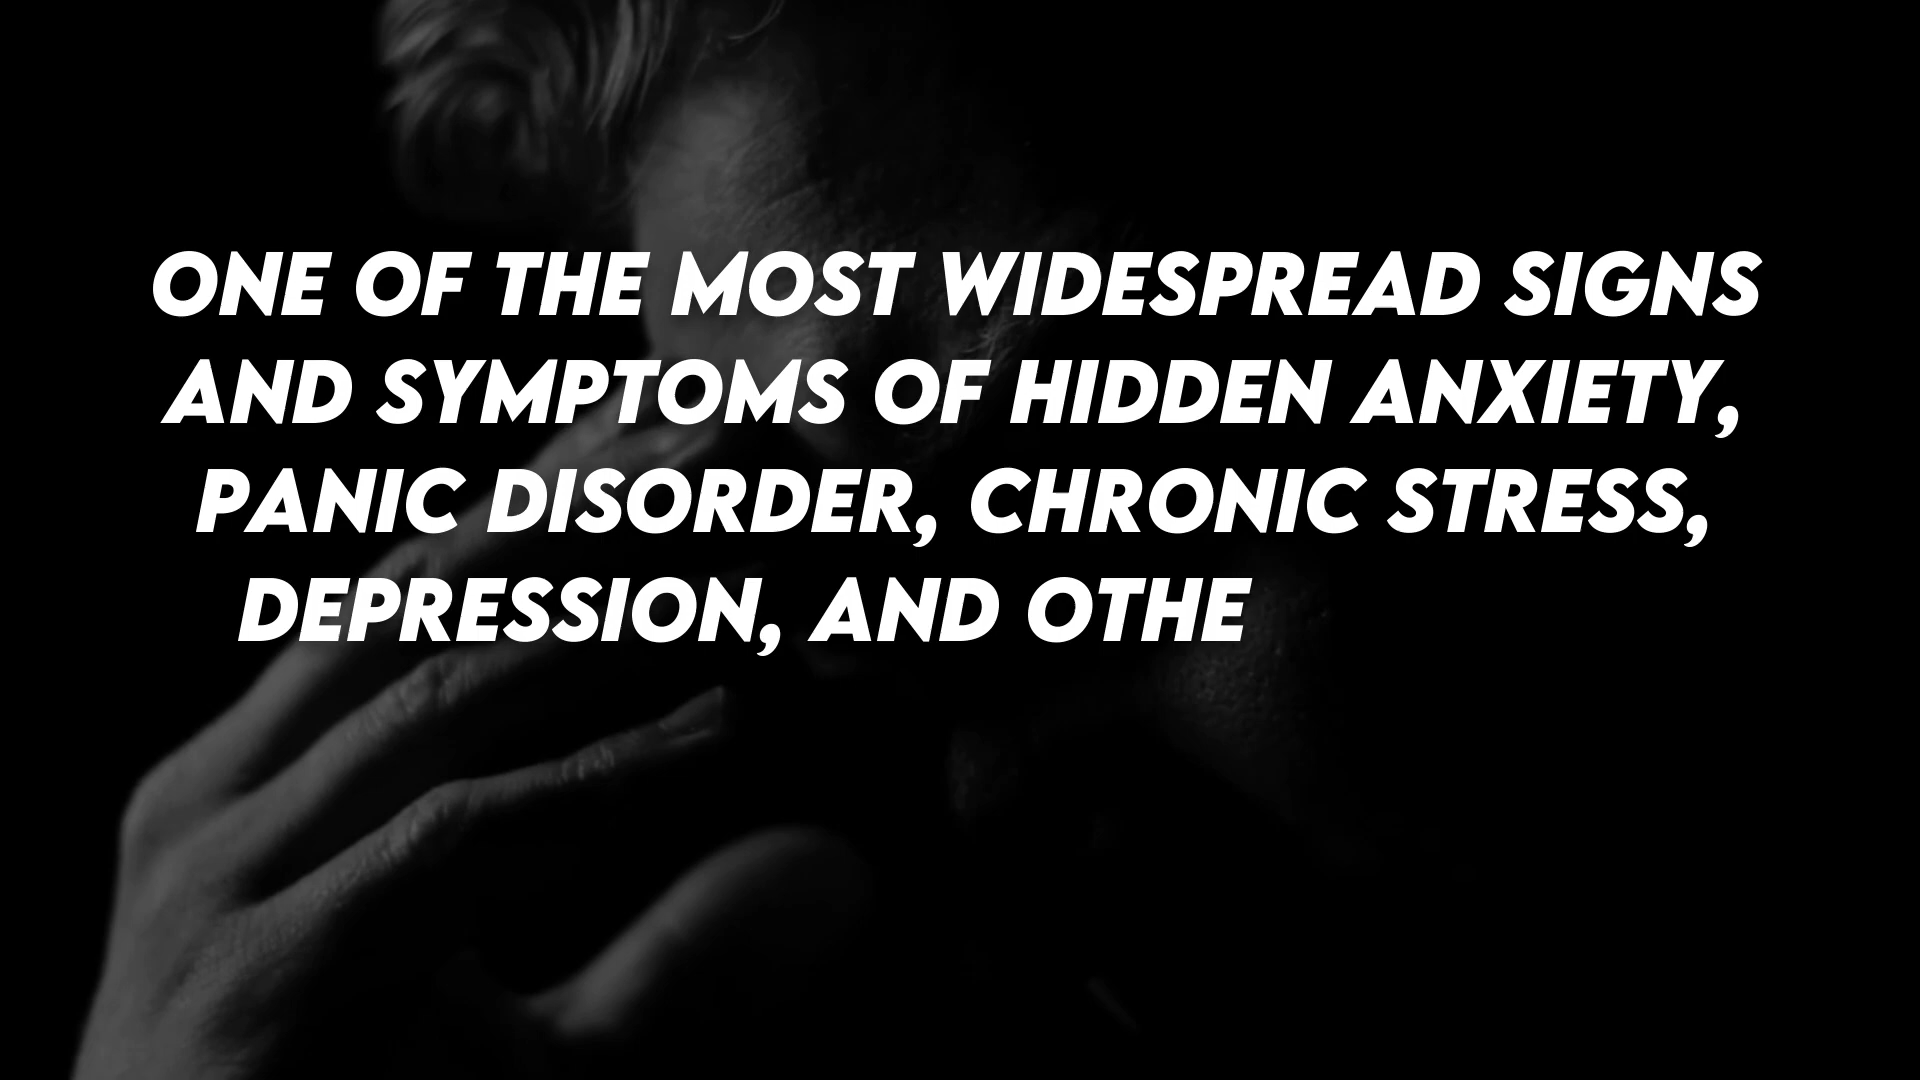 ONE OF THE MOST WIDESPREAD SIGNS
AND SYMPTOMS OF HIDDEN ANXIETY,
PANIC DISORDER, CHRONIC STRESS,
DEPRESSION, AND OTHE